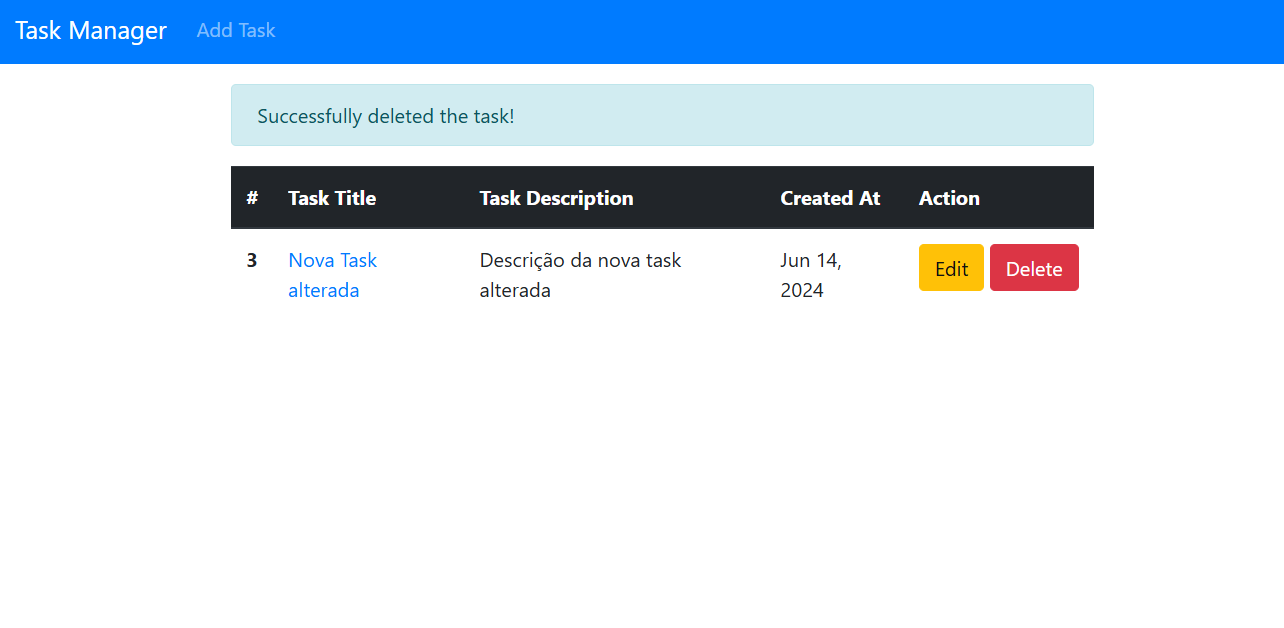 Task Manager Add Task
Successfully deleted the task!
# Task Title Task Description Created At Action
3 Nova Task Descrição da nova task Jun 14, Edit Delete
alterada alterada 2024